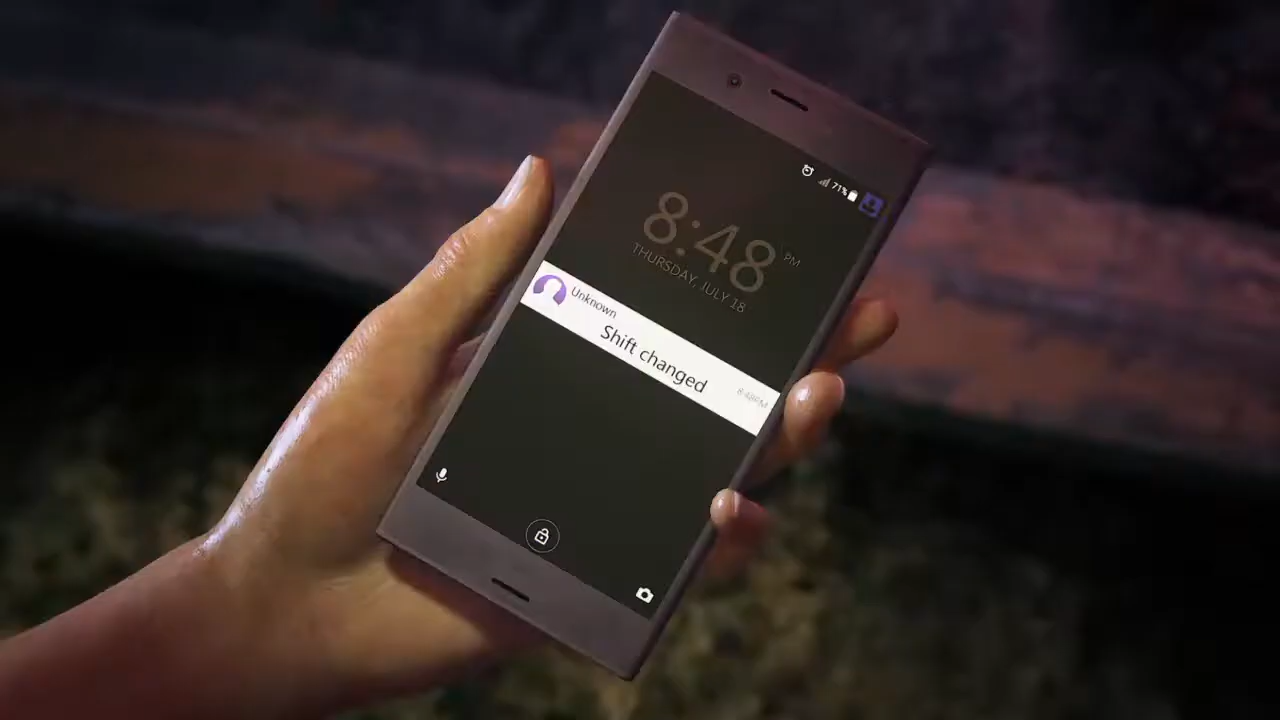 71%
8:48 PM
THURSDAY, JULY 18
Unknown
Shift changed
8:48PM